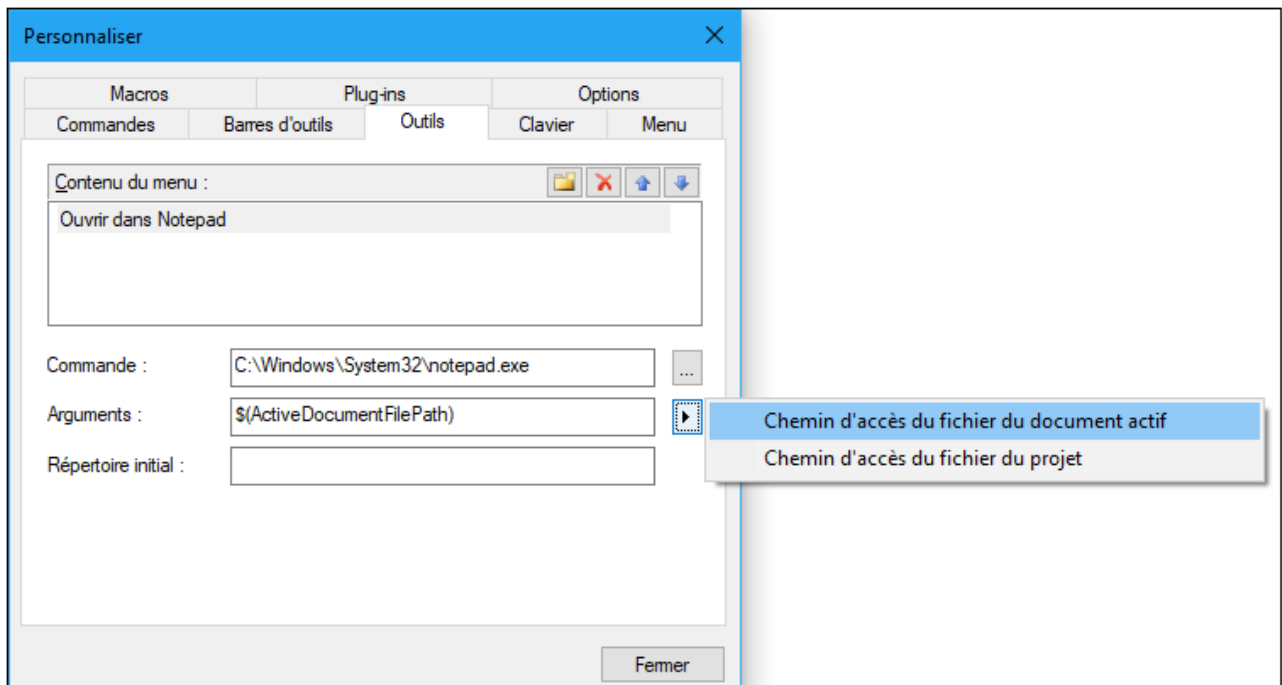 Personnaliser
Macros Plug-ins Options
Commandes Barres d'outils Outils Clavier Menu
Contenu du menu :
Ouvrir dans Notepad
Commande : C:\Windows\System32\notepad.exe ...
Arguments : $(ActiveDocumentFilePath) Chemin d'accès du fichier du document actif
Chemin d'accès du fichier du projet
Répertoire initial :
Fermer